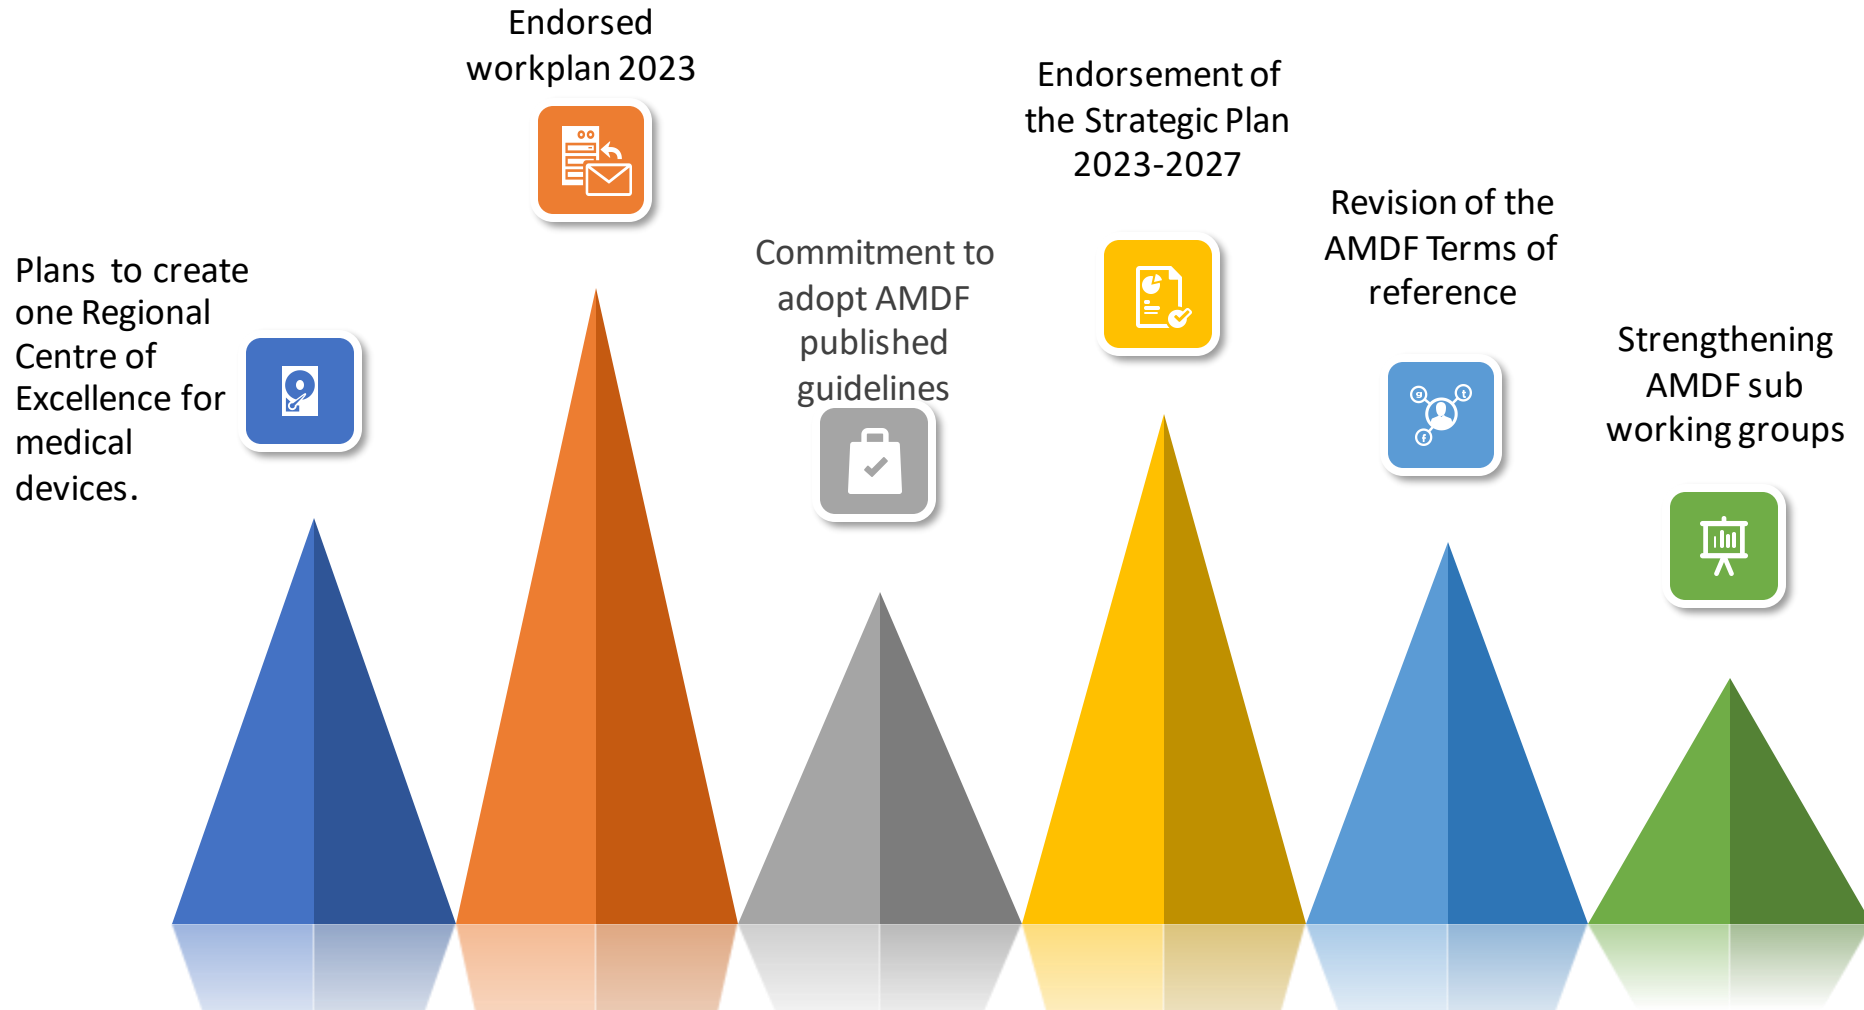 Plans to create
one Regional
Centre of
Excellence for
medical
devices.
Endorsed
workplan 2023
Commitment to
adopt AMDF
published
guidelines
Endorsement of
the Strategic Plan
2023-2027
Revision of the
AMDF Terms of
reference
g
t
f
Strengthening
AMDF sub
working groups